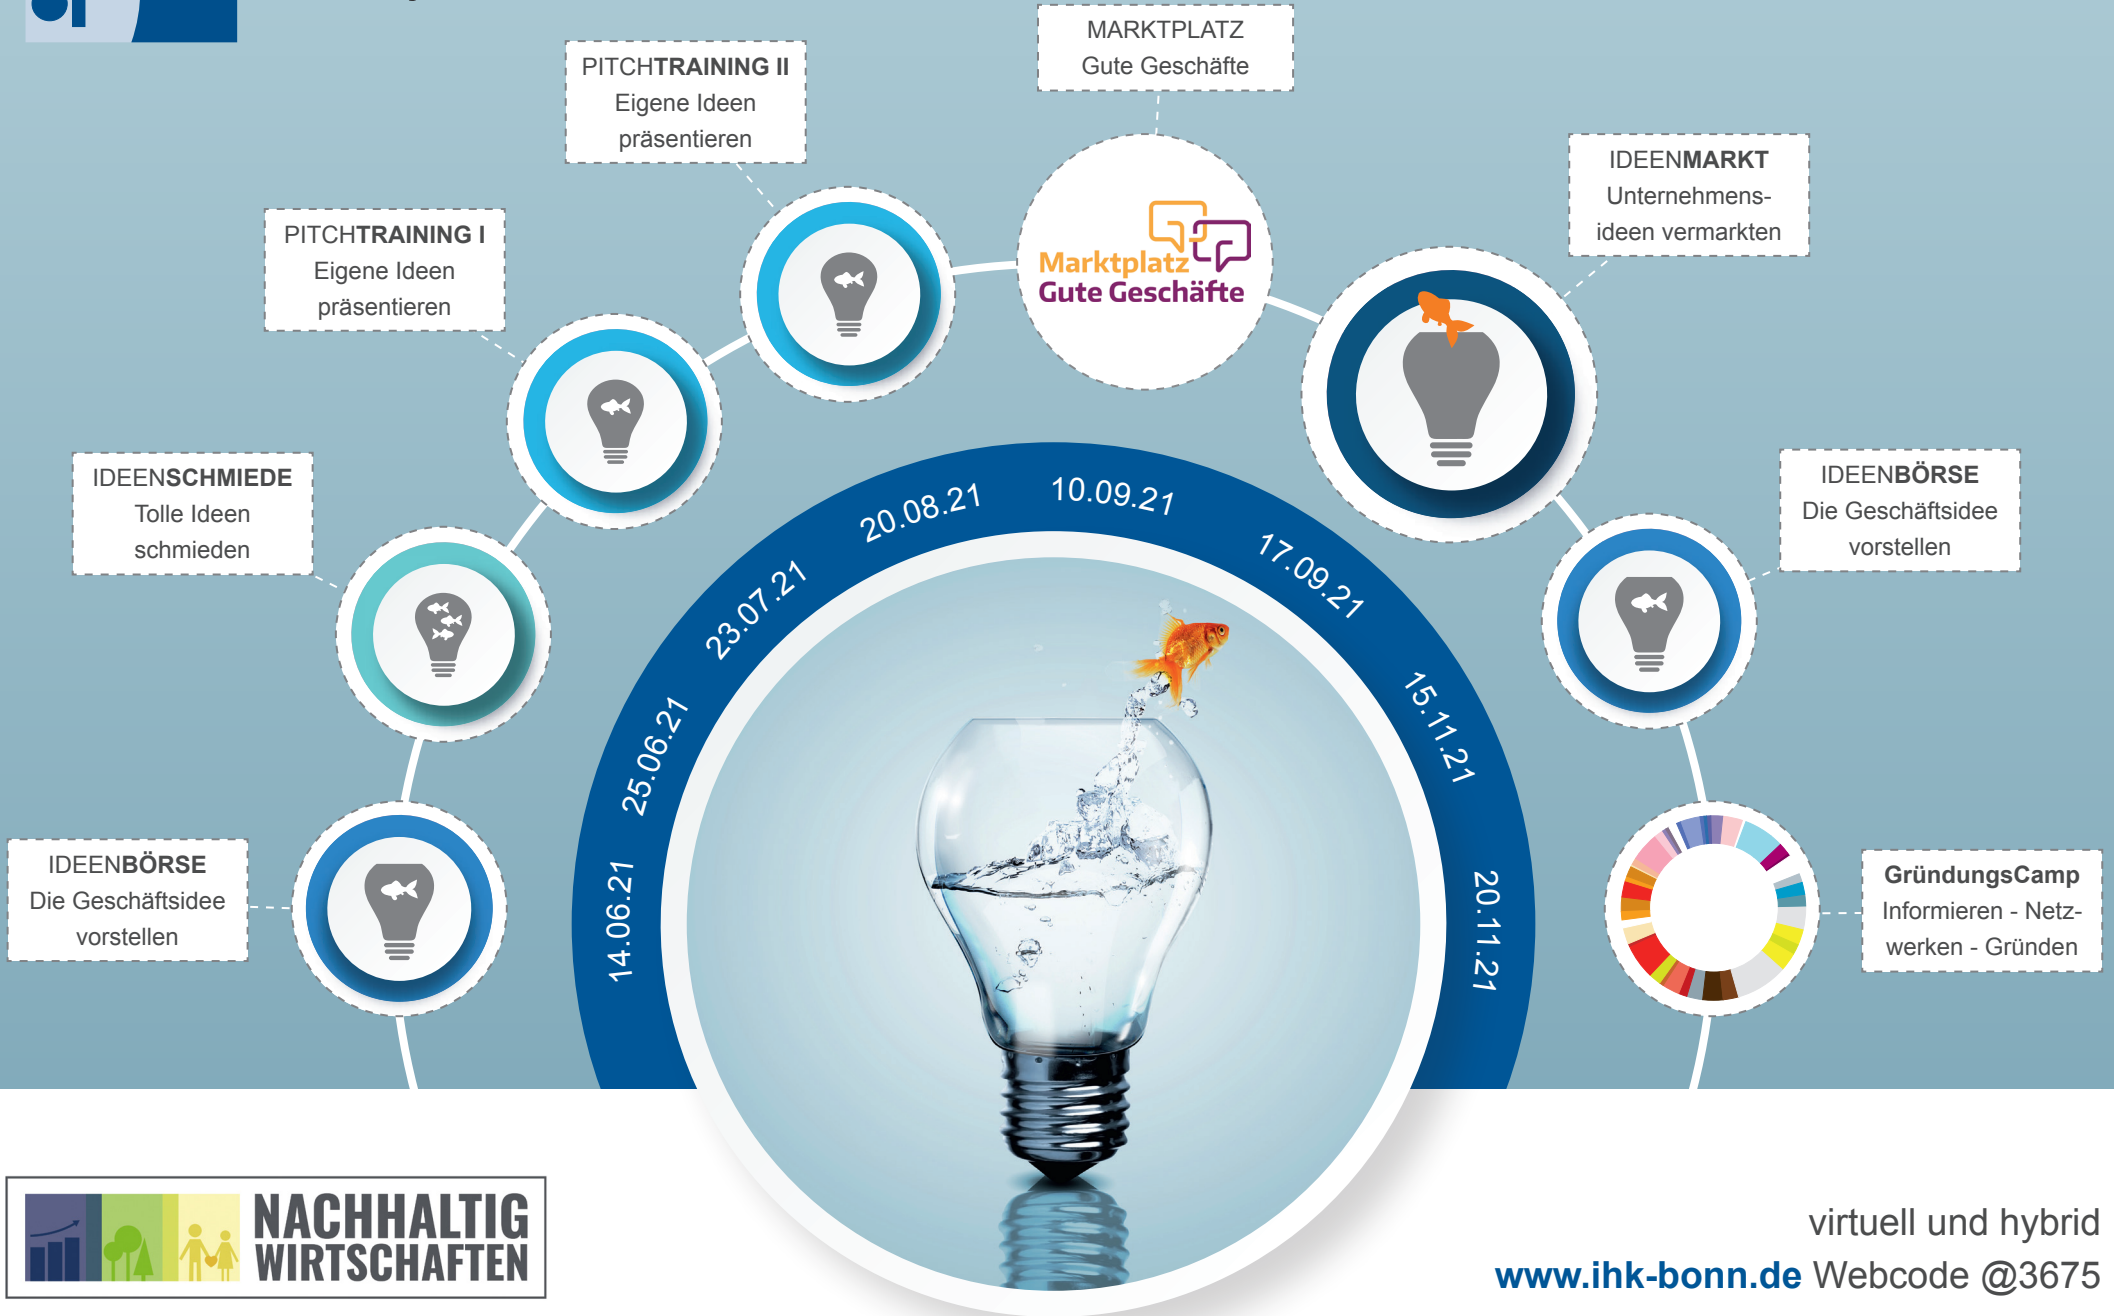 MARKTPLATZ
Gute Geschäfte
PITCHTRAINING II
Eigene Ideen
präsentieren
IDEENMARKT
Unternehmens-
ideen vermarkten
PITCHTRAINING I
Eigene Ideen
präsentieren
Marktplatz
Gute Geschäfte
IDEENSCHMIEDE
Tolle Ideen
schmieden
IDEENBÖRSE
Die Geschäftsidee
vorstellen
IDEENBÖRSE
Die Geschäftsidee
vorstellen
GründungsCamp
Informieren - Netz-
werken - Gründen
14.06.21
25.06.21
23.07.21
20.08.21
10.09.21
17.09.21
15.11.21
20.11.21
NACHHALTIG
WIRTSCHAFTEN
virtuell und hybrid
www.ihk-bonn.de Webcode @3675